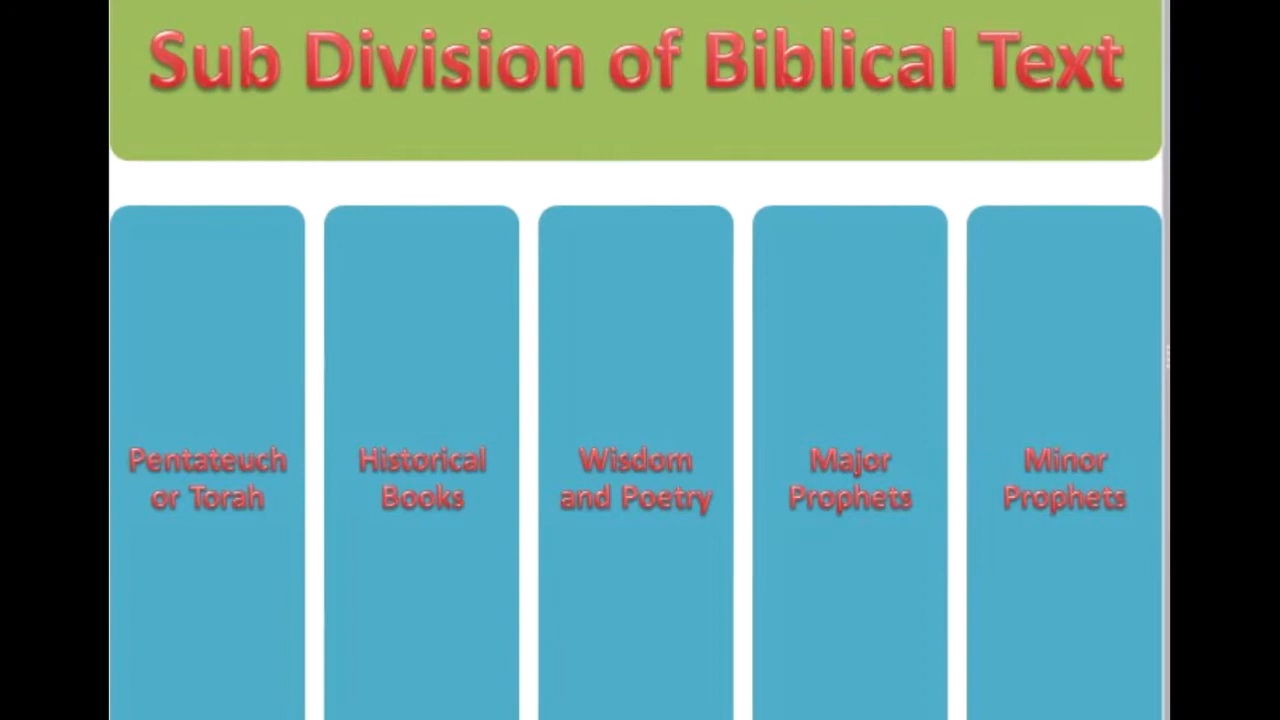 Sub Division of Biblical Text
Pentateuch
or Torah
Historical
Books
Wisdom
and Poetry
Major
Prophets
Minor
Prophets